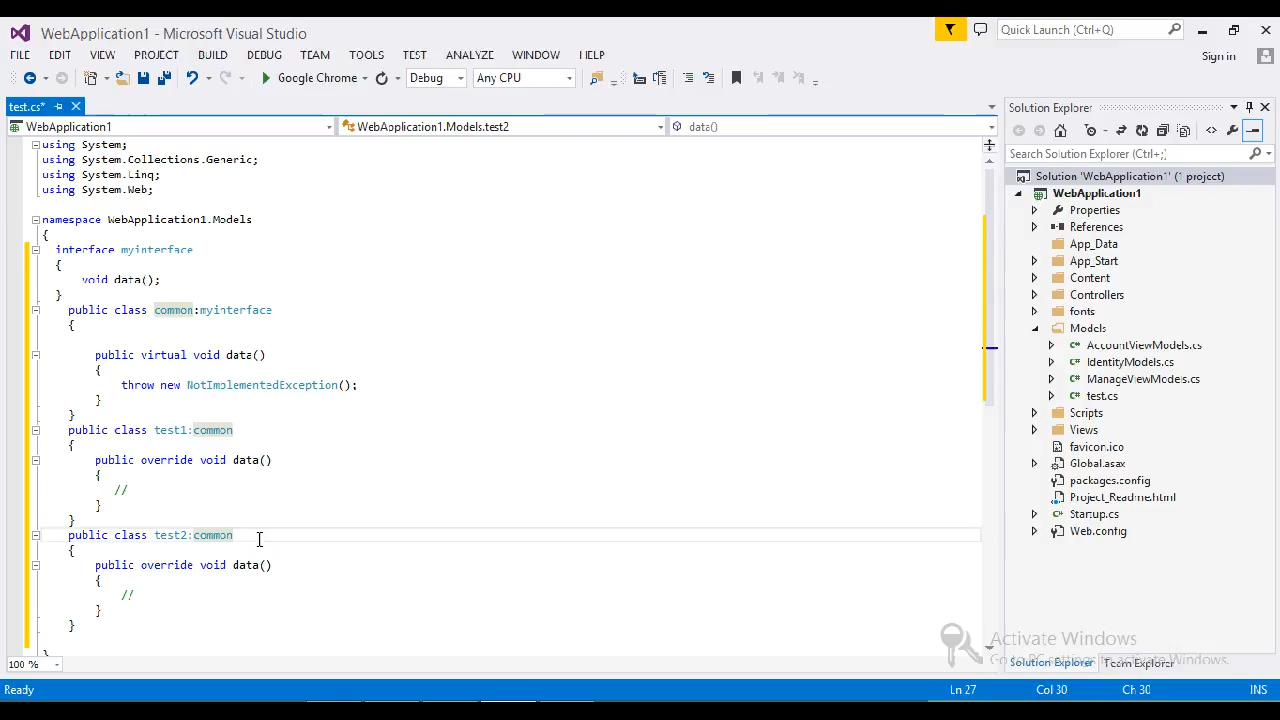 WebApplication1 - Microsoft Visual Studio
Quick Launch (Ctrl+Q)
FILE EDIT VIEW PROJECT BUILD DEBUG TEAM TOOLS TEST ANALYZE WINDOW HELP
Sign in
Google Chrome Debug Any CPU
test.cs*
WebApplication1 WebApplication1.Models.test2 data()
using System;
using System.Collections.Generic;
using System.Linq;
using System.Web;
namespace WebApplication1.Models
{
interface myinterface
{
void data();
}
public class common:myinterface
{
public virtual void data()
{
throw new NotImplementedException();
}
}
public class test1:common
{
public override void data()
{
//
}
}
public class test2:common
{
public override void data()
{
//
}
}
}
100 %
Solution Explorer
Search Solution Explorer (Ctrl+;)
Solution 'WebApplication1' (1 project)
WebApplication1
Properties
References
App_Data
App_Start
Content
Controllers
fonts
Models
AccountViewModels.cs
IdentityModels.cs
ManageViewModels.cs
test.cs
Scripts
Views
favicon.ico
Global.asax
packages.config
Project_Readme.html
Startup.cs
Web.config
Activate Windows
Go to PC settings to activate Windows.
Solution Explorer Team Explorer
Ready Ln 27 Col 30 Ch 30 INS